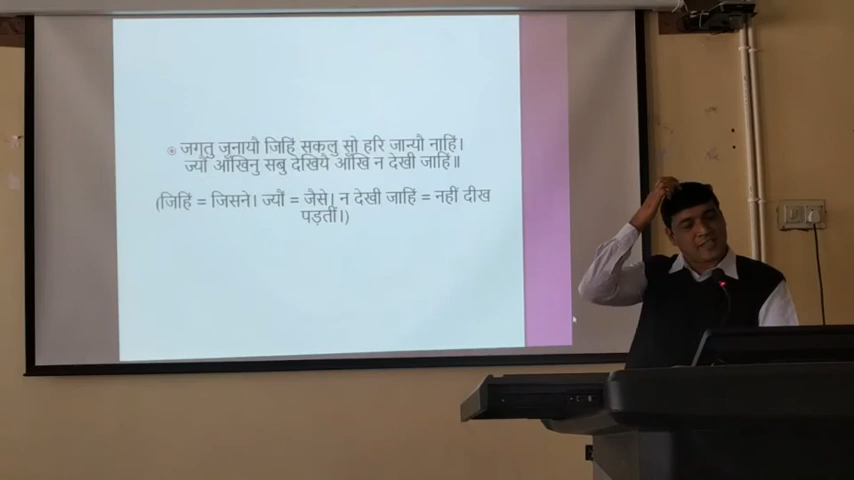 जगतु जनायौ जिहिं सकलु सो हरि जान्यौ नाहिं।
ज्यौं आँखिनु सबु देखियै आँखि न देखी जाहिं॥
(जिहिं = जिसने। ज्यौं = जैसे। न देखी जाहिं = नहीं दीख
पड़तीं।)